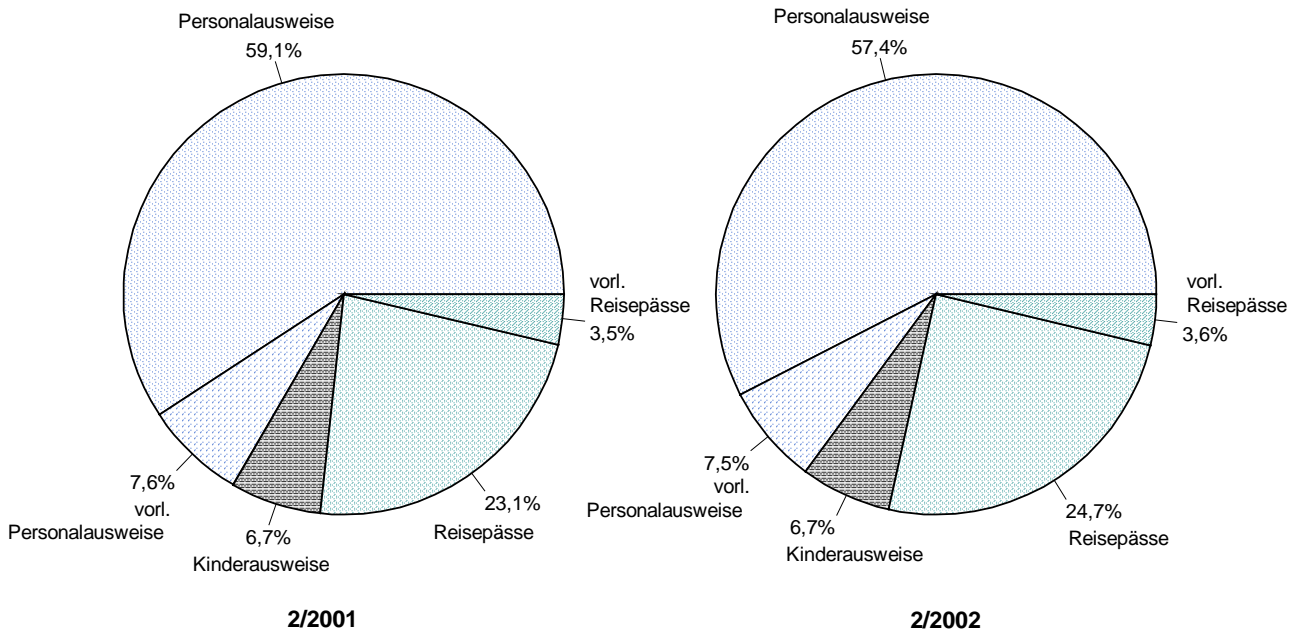 Personalausweise
59,1%
vorl.
Reisepässe
3,5%
23,1%
Reisepässe
6,7%
Kinderausweise
7,6%
vorl.
Personalausweise
2/2001
Personalausweise
57,4%
vorl.
Reisepässe
3,6%
24,7%
Reisepässe
6,7%
Kinderausweise
7,5%
vorl.
Personalausweise
2/2002